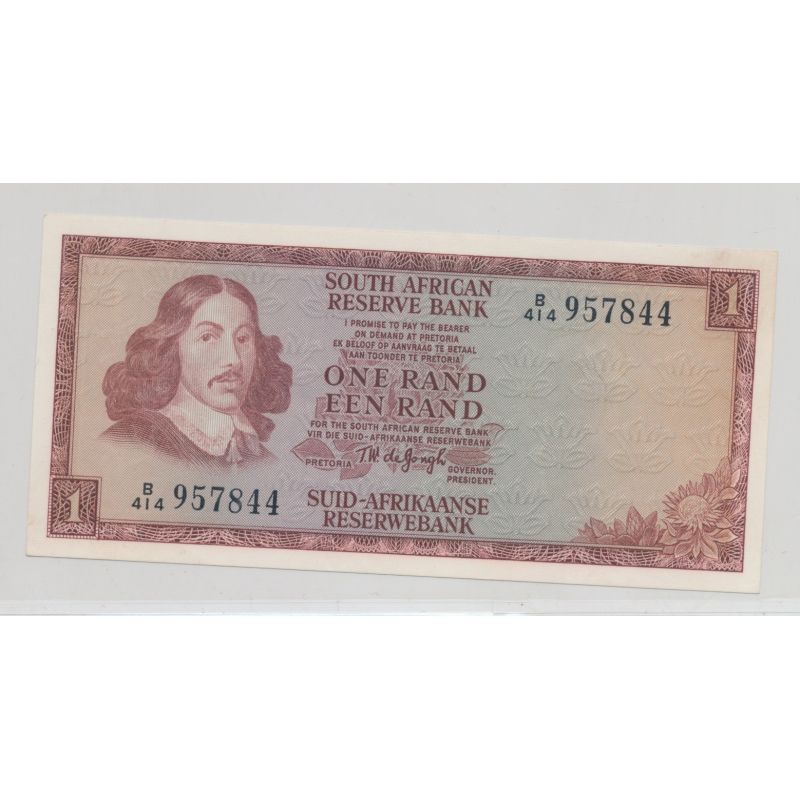 SOUTH AFRICAN
RESERVE BANK
B/414 957844
1
I PROMISE TO PAY THE BEARER
ON DEMAND AT PRETORIA
EK BELOOF OP AANVRAAG TE BETAAL
AAN TOONDER TE PRETORIA
ONE RAND
EEN RAND
FOR THE SOUTH AFRICAN RESERVE BANK
VIR DIE SUID-AFRIKAANSE RESERWEBANK
PRETORIA
T.W. de Jongh
GOVERNOR.
PRESIDENT.
1
B/414 957844
SUID-AFRIKAANSE
RESERWEBANK